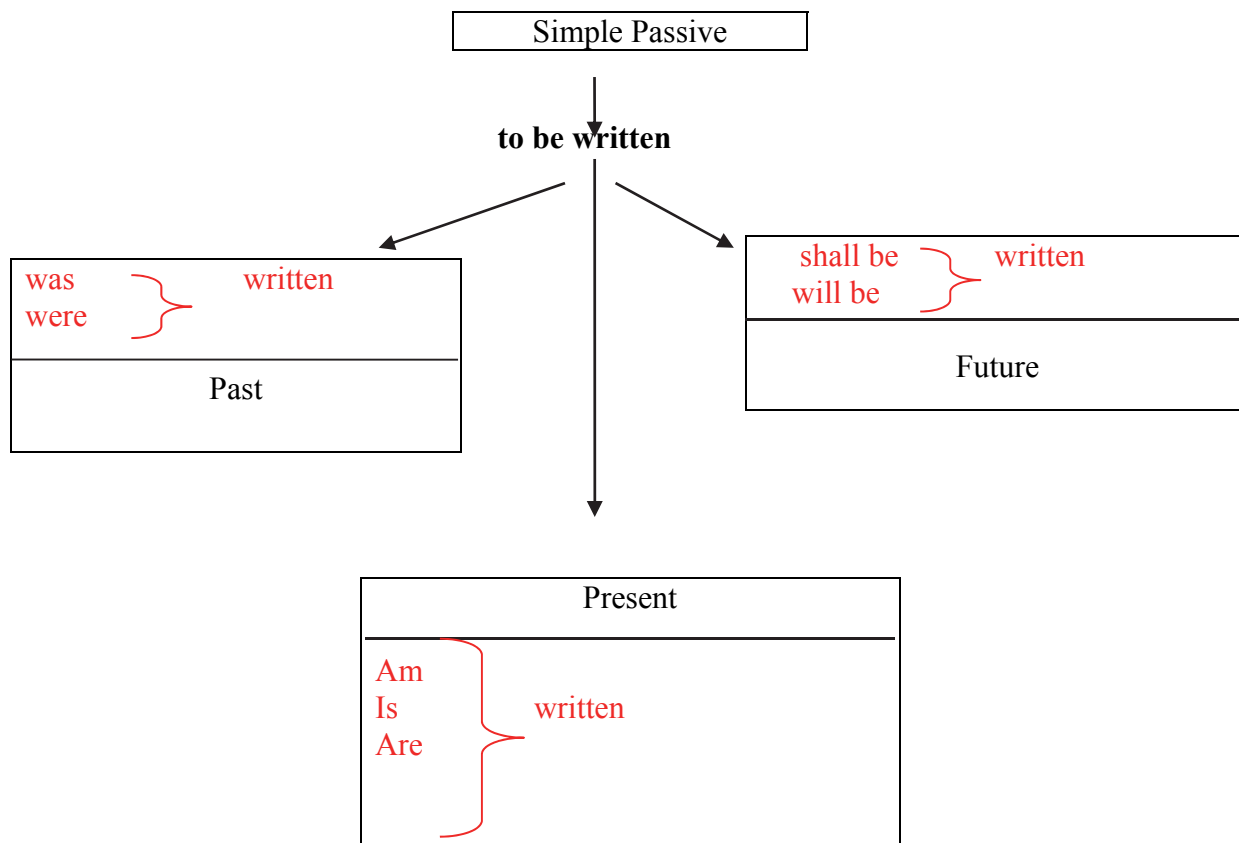 Simple Passive
to be written
was } written
were
Past
shall be } written
will be
Future
Present
Am
Is } written
Are